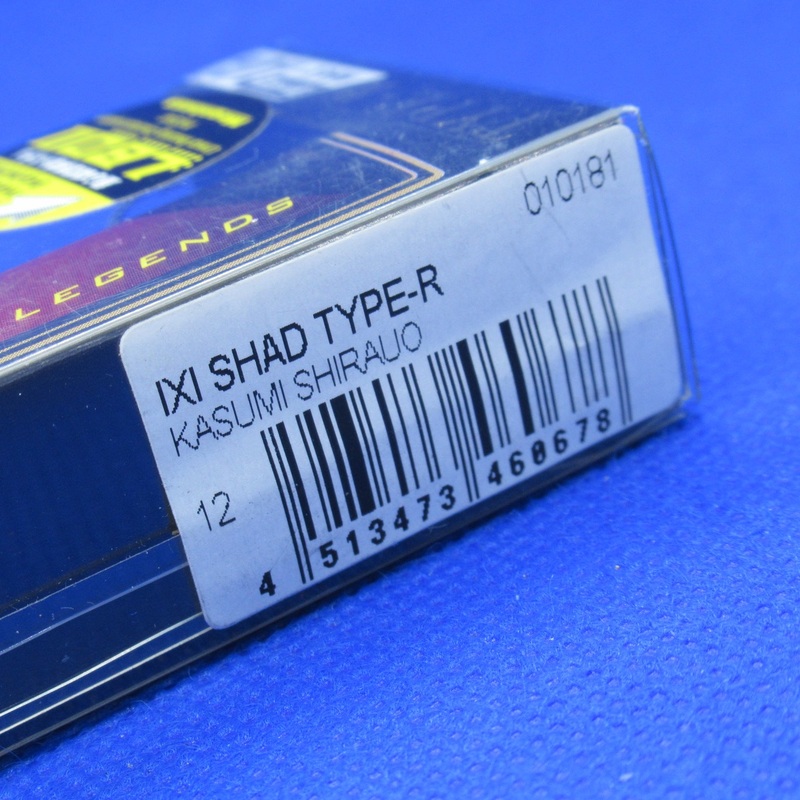 LEGENDS
010181
IXI SHAD TYPE-R
KASUMI SHIRAUO
12
4 513473 460678